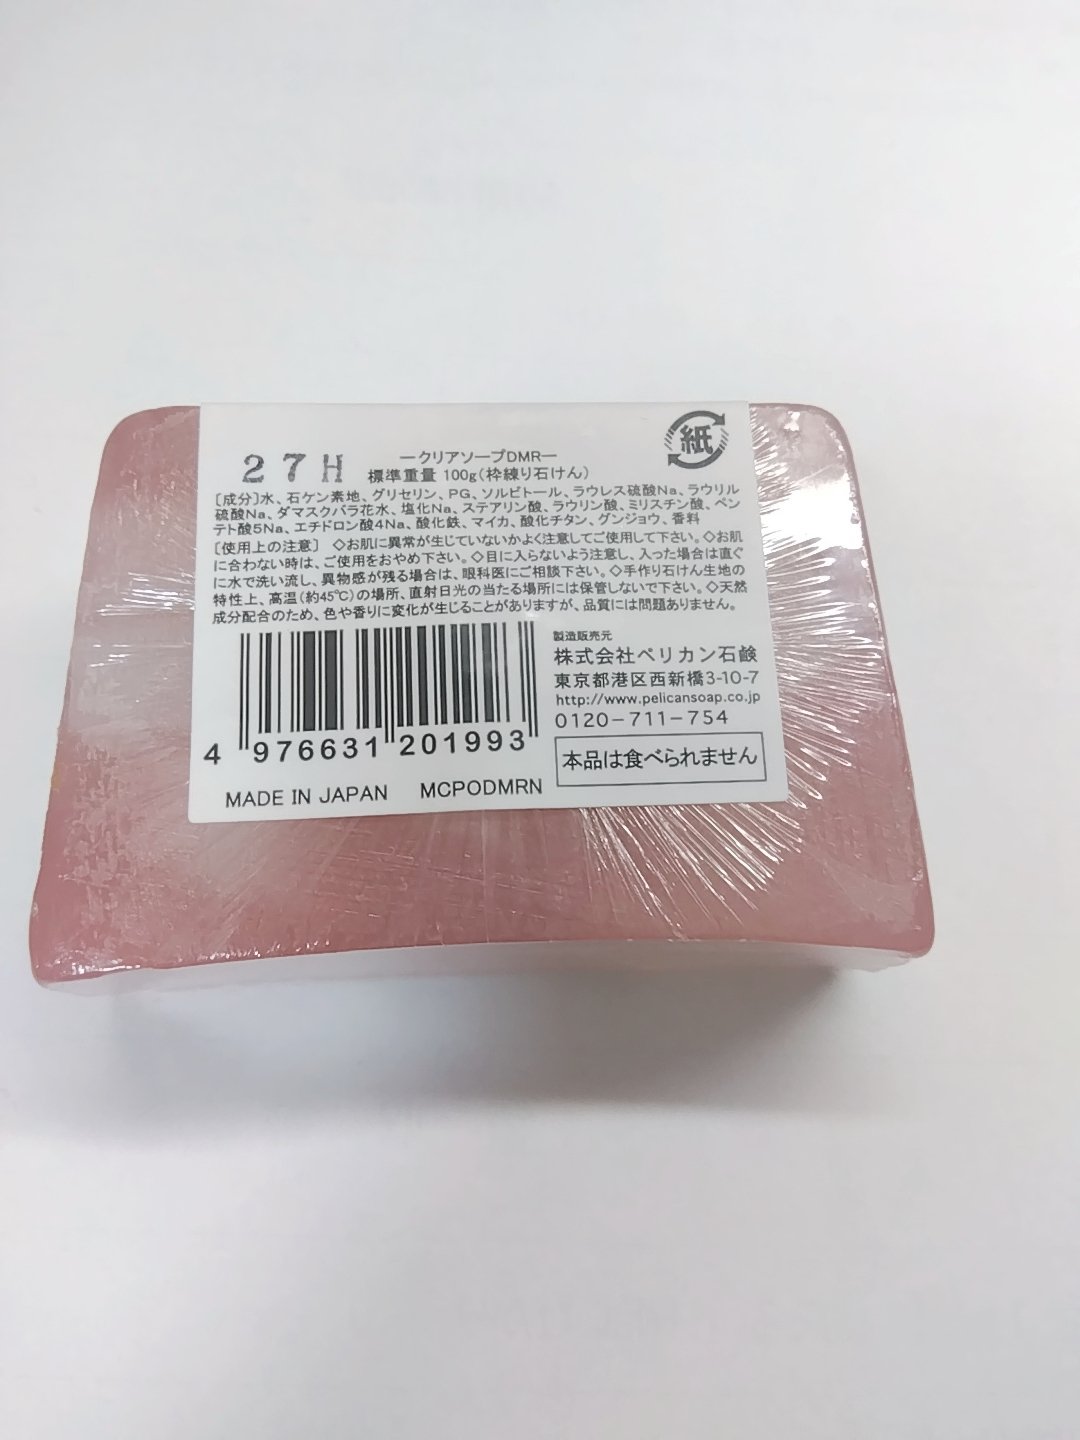 紙
27H
ークリアソープDMRー
標準重量 100g(枠練り石けん)
[成分]水、石ケン素地、グリセリン、PG、ソルビトール、ラウレス硫酸Na、ラウリル
硫酸Na、ダマスクバラ花水、塩化Na、ステアリン酸、ラウリン酸、ミリスチン酸、ペン
テト酸5Na、エチドロン酸4Na、酸化鉄、マイカ、酸化チタン、グンジョウ、香料
[使用上の注意] ◇お肌に異常が生じていないかよく注意してご使用して下さい。◇お肌
に合わない時は、ご使用をおやめ下さい。◇目に入らないよう注意し、入った場合は直ぐ
に水で洗い流し、異物感が残る場合は、眼科医にご相談下さい。◇手作り石けん生地の
特性上、高温(約45℃)の場所、直射日光の当たる場所には保管しないで下さい。◇天然
成分配合のため、色や香りに変化が生じることがありますが、品質には問題ありません。
4 976631 201993
MADE IN JAPAN MCPODMRN
製造販売元
株式会社ペリカン石鹸
東京都港区西新橋3-10-7
http://www.pelicansoap.co.jp
0120-711-754
本品は食べられません